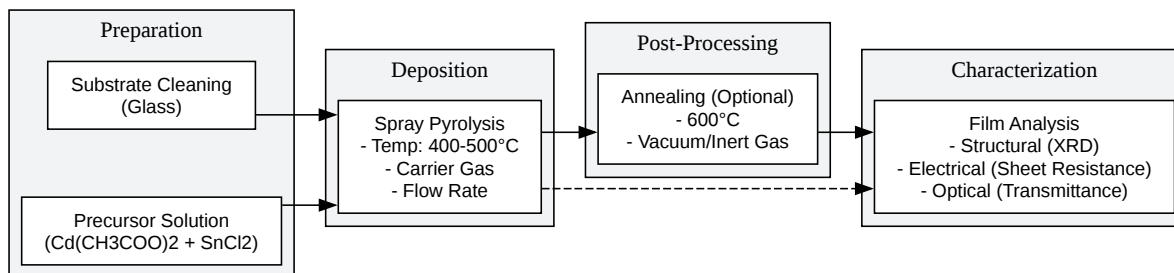 Preparation
Substrate Cleaning
(Glass)
Precursor Solution
(Cd(CH3COO)2 + SnCl2)
Deposition
Spray Pyrolysis
- Temp: 400-500°C
- Carrier Gas
- Flow Rate
Post-Processing
Annealing (Optional)
- 600°C
- Vacuum/Inert Gas
Characterization
Film Analysis
- Structural (XRD)
- Electrical (Sheet Resistance)
- Optical (Transmittance)